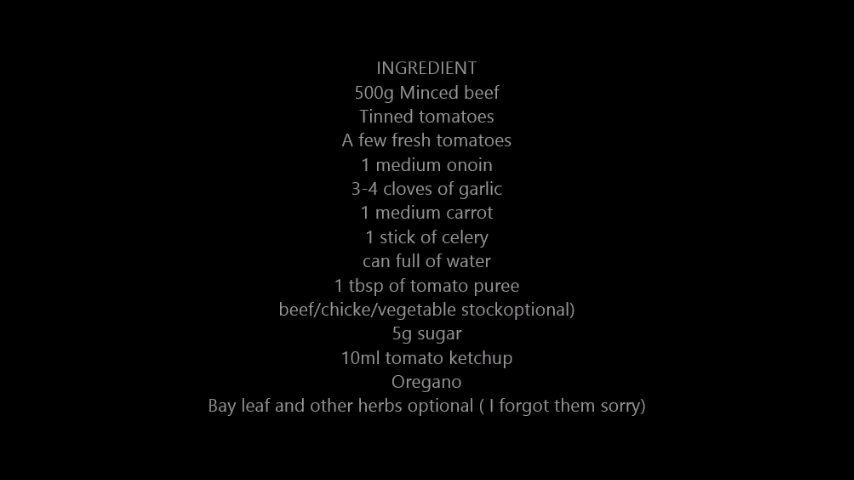 INGREDIENT
500g Minced beef
Tinned tomatoes
A few fresh tomatoes
1 medium onoin
3-4 cloves of garlic
1 medium carrot
1 stick of celery
can full of water
1 tbsp of tomato puree
beef/chicke/vegetable stockoptional)
5g sugar
10ml tomato ketchup
Oregano
Bay leaf and other herbs optional ( I forgot them sorry)